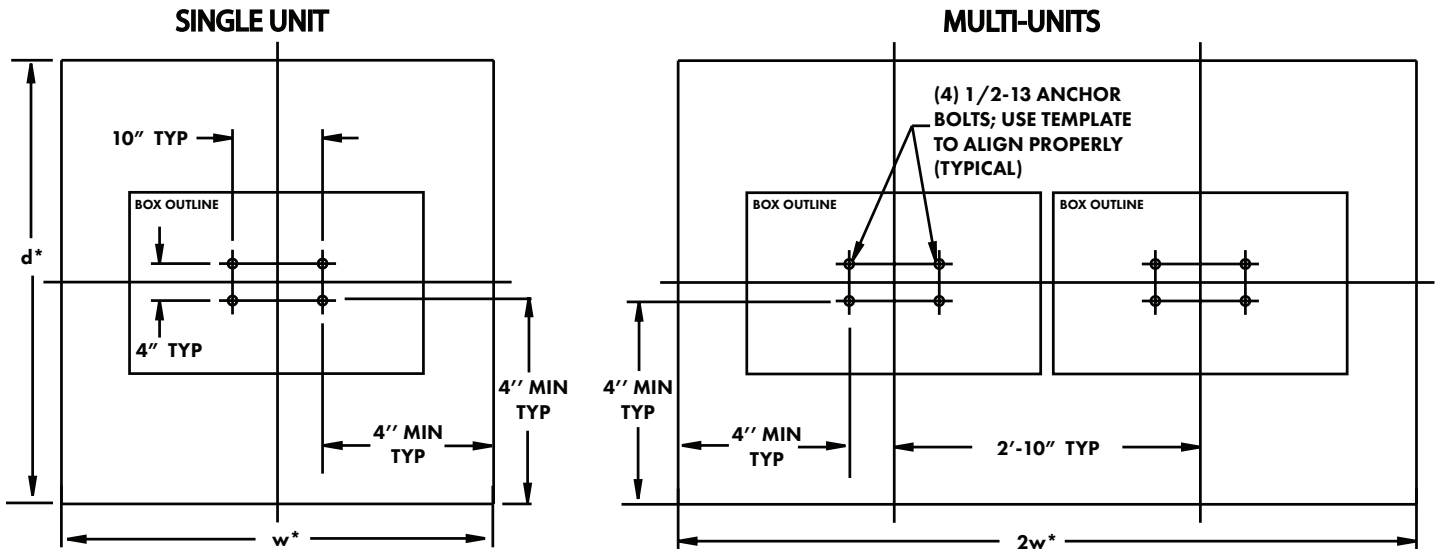 SINGLE UNIT
d*
10″ TYP
BOX OUTLINE
4″ TYP
4′′ MIN
TYP
4′′ MIN
TYP
w*
MULTI-UNITS
(4) 1/2-13 ANCHOR
BOLTS; USE TEMPLATE
TO ALIGN PROPERLY
(TYPICAL)
BOX OUTLINE
BOX OUTLINE
4′′ MIN
TYP
4′′ MIN
TYP
2′-10″ TYP
2w*